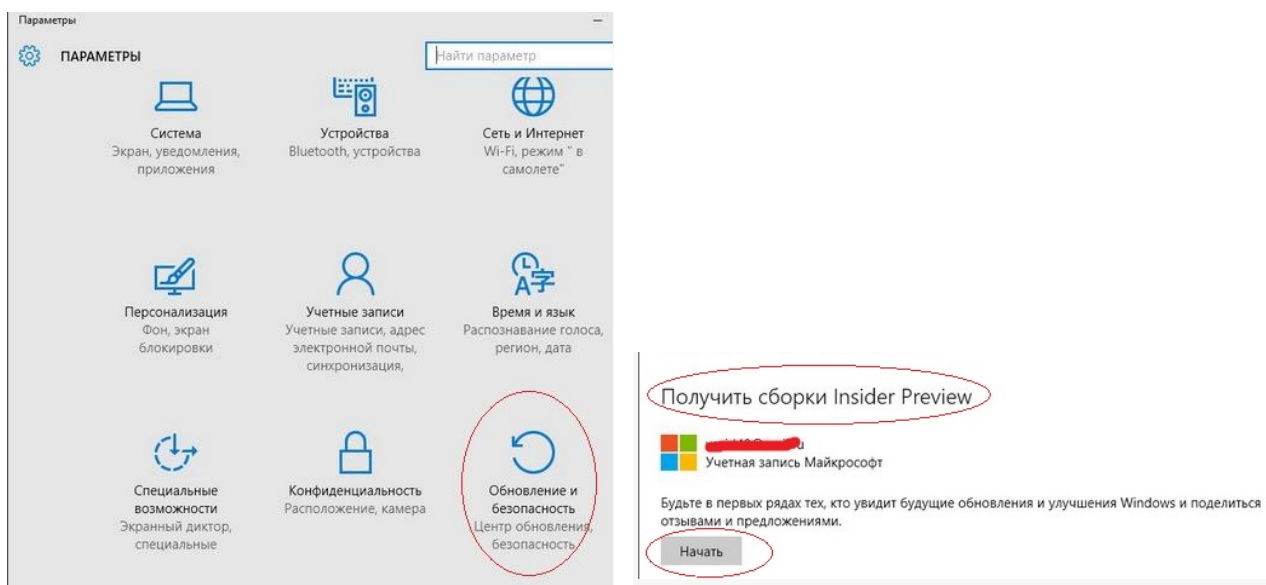 Параметры
ПАРАМЕТРЫ
Найти параметр
Система
Экран, уведомления,
приложения
Устройства
Bluetooth, устройства
Сеть и Интернет
Wi-Fi, режим " в
самолете"
Персонализация
Фон, экран
блокировки
Учетные записи
Учетные записи, адрес
электронной почты,
синхронизация,
Время и язык
Распознавание голоса,
регион, дата
Специальные
возможности
Экранный диктор,
специальные
Конфиденциальность
Расположение, камера
Обновление и
безопасность
Центр обновления,
безопасность,
Получить сборки Insider Preview
Учетная запись Майкрософт
Будьте в первых рядах тех, кто увидит будущие обновления и улучшения Windows и поделиться
отзывами и предложениями.
Начать